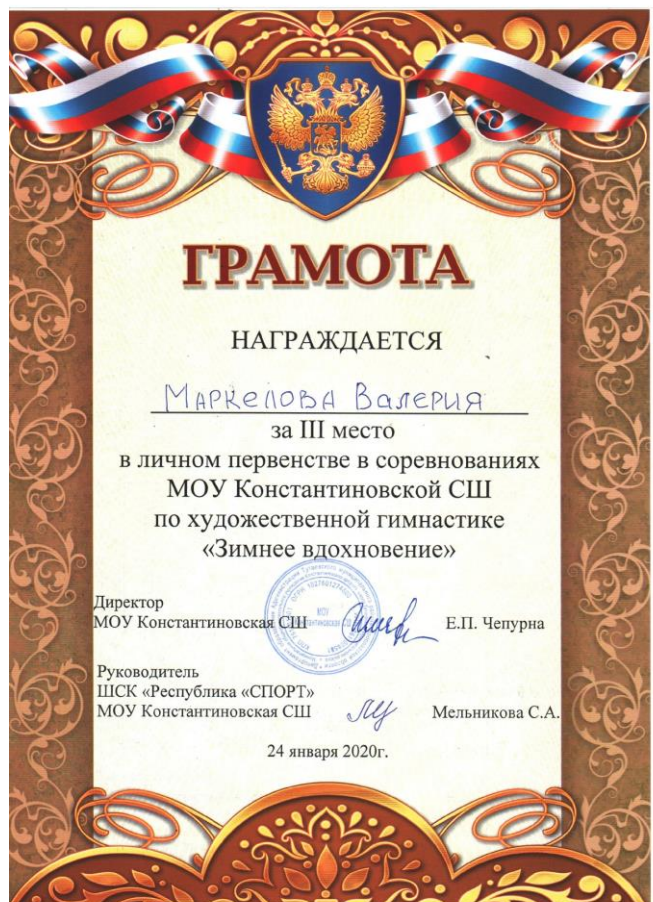 ГРАМОТА
НАГРАЖДАЕТСЯ
Маркелова Валерия
за III место
в личном первенстве в соревнованиях
МОУ Константиновской СШ
по художественной гимнастике
«Зимнее вдохновение»
Директор
МОУ Константиновская СШ Е.П. Чепурна
Руководитель
ШСК «Республика «СПОРТ»
МОУ Константиновская СШ Мельникова С.А.
24 января 2020г.